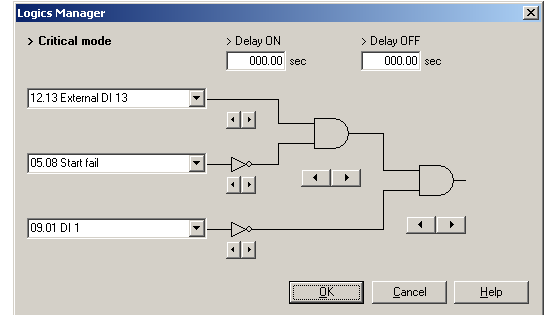 Logics Manager
> Critical mode
> Delay ON
> Delay OFF
000.00 sec
000.00 sec
12.13 External DI 13
05.08 Start fail
09.01 DI 1
OK
Cancel
Help